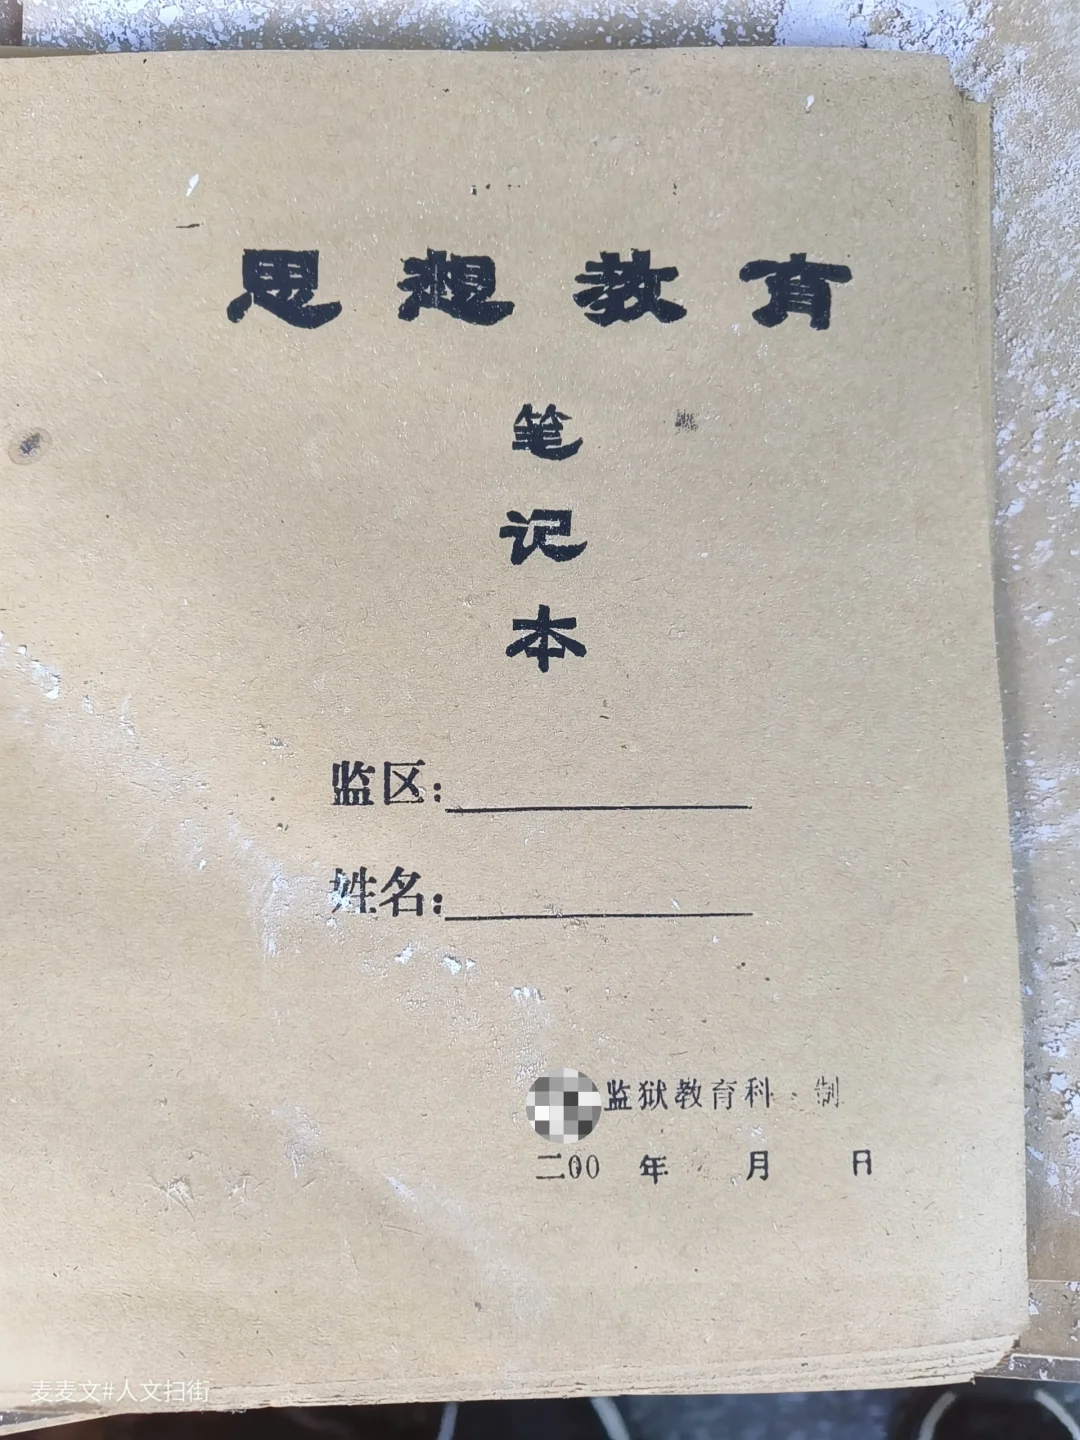 思想教育
笔
记
本
监区：
姓名：
监狱教育科 制
二00 年 月 日
麦麦文#人文扫街